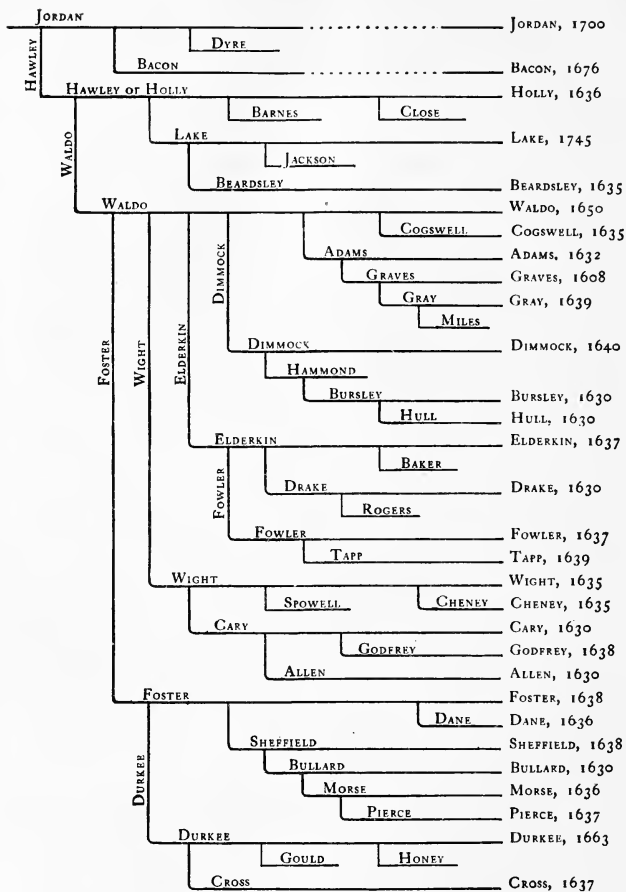 JORDAN JORDAN, 1700
DYRE
HAWLEY
BACON BACON, 1676
HAWLEY OR HOLLY HOLLY, 1636
BARNES CLOSE
WALDO
LAKE LAKE, 1745
JACKSON
BEARDSLEY BEARDSLEY, 1635
WALDO WALDO, 1650
COGSWELL COGSWELL, 1635
ADAMS ADAMS, 1632
GRAVES GRAVES, 1608
DIMMOCK
GRAY GRAY, 1639
MILES
FOSTER
WIGHT
ELDERKIN
DIMMOCK DIMMOCK, 1640
HAMMOND
BURSLEY BURSLEY, 1630
HULL HULL, 1630
ELDERKIN ELDERKIN, 1637
BAKER
FOWLER
DRAKE DRAKE, 1630
ROGERS
FOWLER FOWLER, 1637
TAPP TAPP, 1639
WIGHT WIGHT, 1635
SPOWELL CHENEY CHENEY, 1635
CARY CARY, 1630
GODFREY GODFREY, 1638
ALLEN ALLEN, 1630
FOSTER FOSTER, 1638
DANE DANE, 1636
SHEFFIELD SHEFFIELD, 1638
DURKEE
BULLARD BULLARD, 1630
MORSE MORSE, 1636
PIERCE PIERCE, 1637
DURKEE DURKEE, 1663
GOULD HONEY
CROSS CROSS, 1637